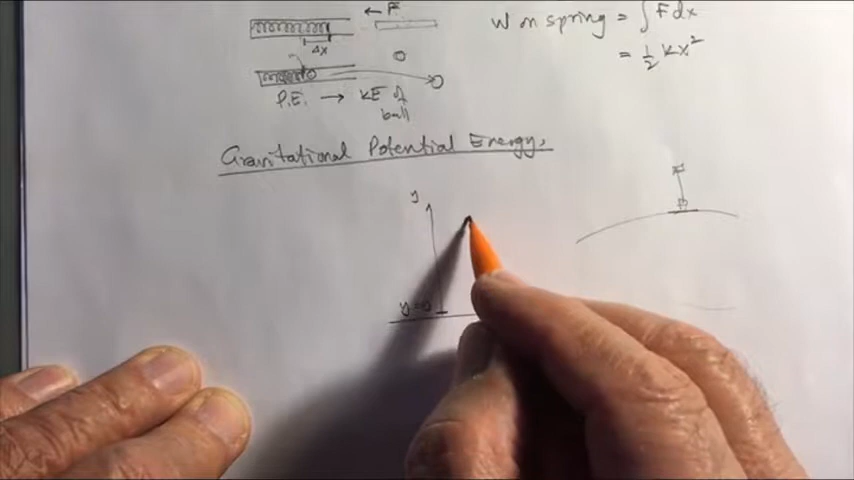 ← F
W on spring = ∫ F dx
Δx
= ½ kx²
P.E. → KE of
ball
Gravitational Potential Energy.
y
y=0